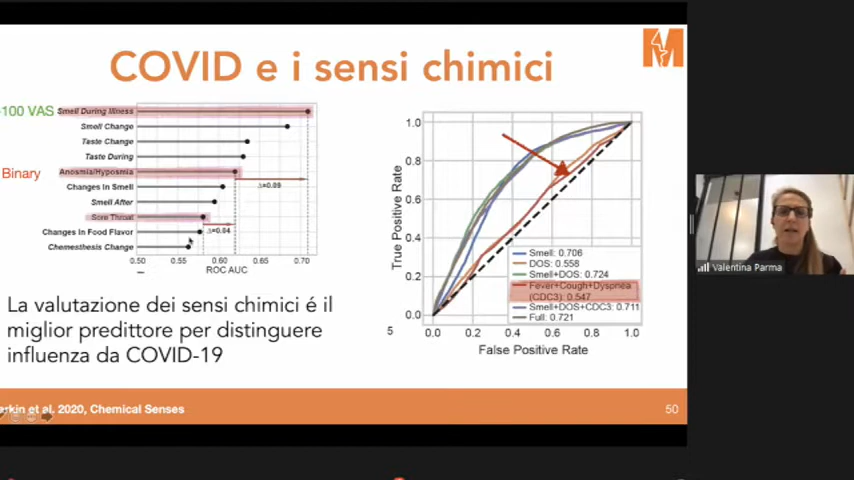 COVID e i sensi chimici
M
-100 VAS
Smell During Illness
Smell Change
Taste Change
Taste During
Binary
Anosmia/Hyposmia
Changes In Smell
Smell After
Sore Throat
Changes In Food Flavor
Chemesthesis Change
Δ=0.09
Δ=0.04
0.50 0.55 0.60 0.65 0.70
ROC AUC
La valutazione dei sensi chimici é il
miglior predittore per distinguere
influenza da COVID-19
True Positive Rate
1.0
0.8
0.6
0.4
0.2
0.0
Smell: 0.706
DOS: 0.558
Smell+DOS: 0.724
Fever+Cough+Dyspnea
(CDC3): 0.547
Smell+DOS+CDC3: 0.711
Full: 0.721
5
0.0 0.2 0.4 0.6 0.8 1.0
False Positive Rate
et al. 2020, Chemical Senses
50
Valentina Parma